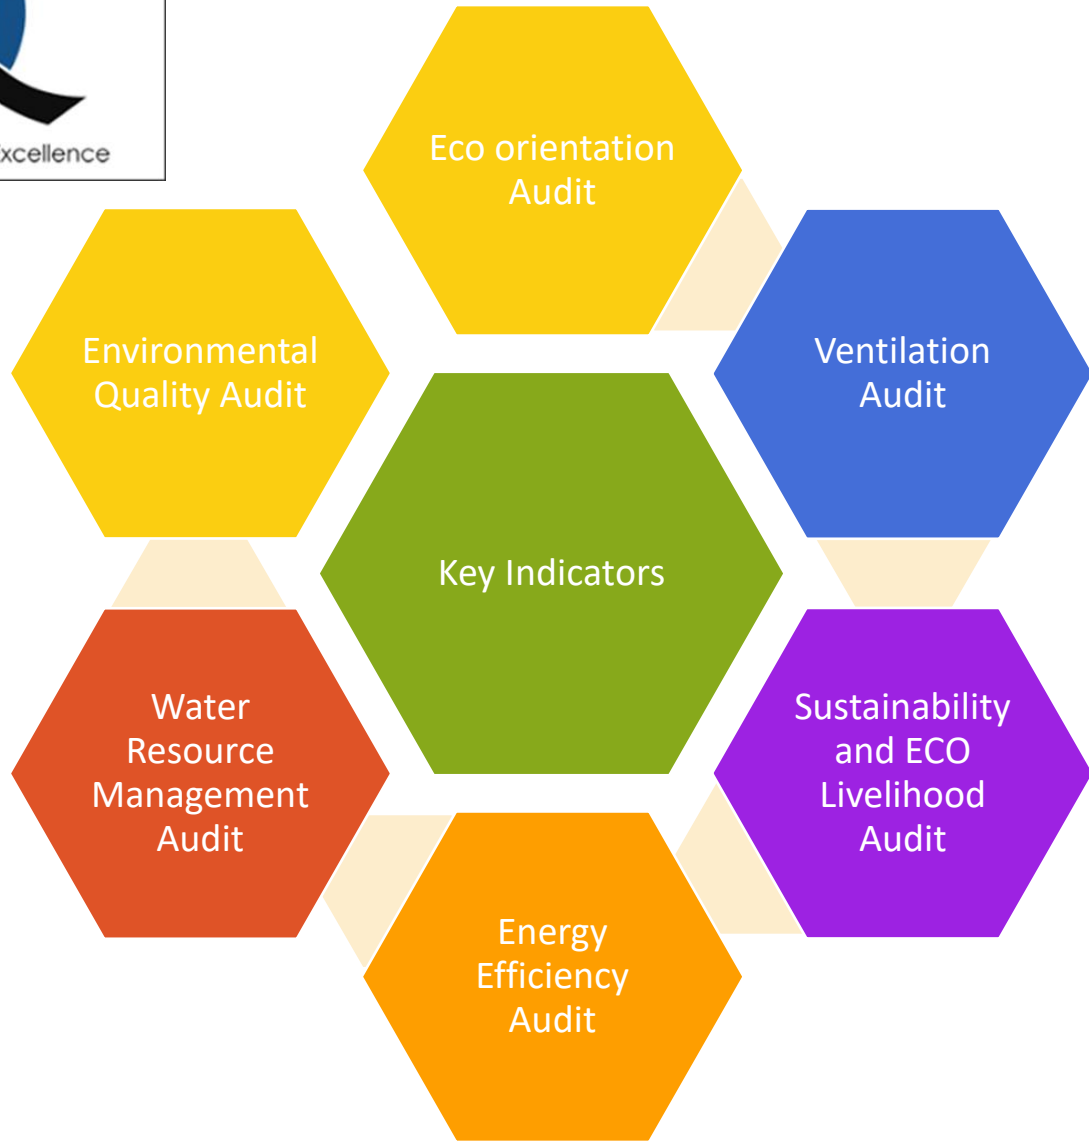 Excellence
Eco orientation
Audit
Environmental
Quality Audit
Ventilation
Audit
Key Indicators
Water
Resource
Management
Audit
Sustainability
and ECO
Livelihood
Audit
Energy
Efficiency
Audit